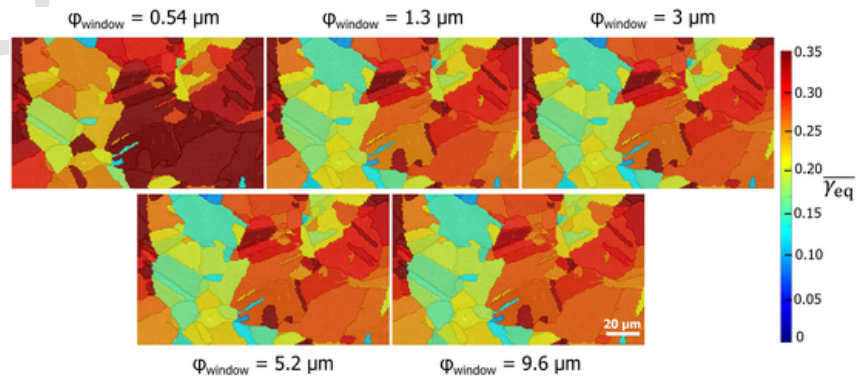 φwindow = 0.54 µm
φwindow = 1.3 µm
φwindow = 3 µm
0.35
0.30
0.25
0.20
γeq
0.15
0.10
0.05
0
20 µm
φwindow = 5.2 µm
φwindow = 9.6 µm